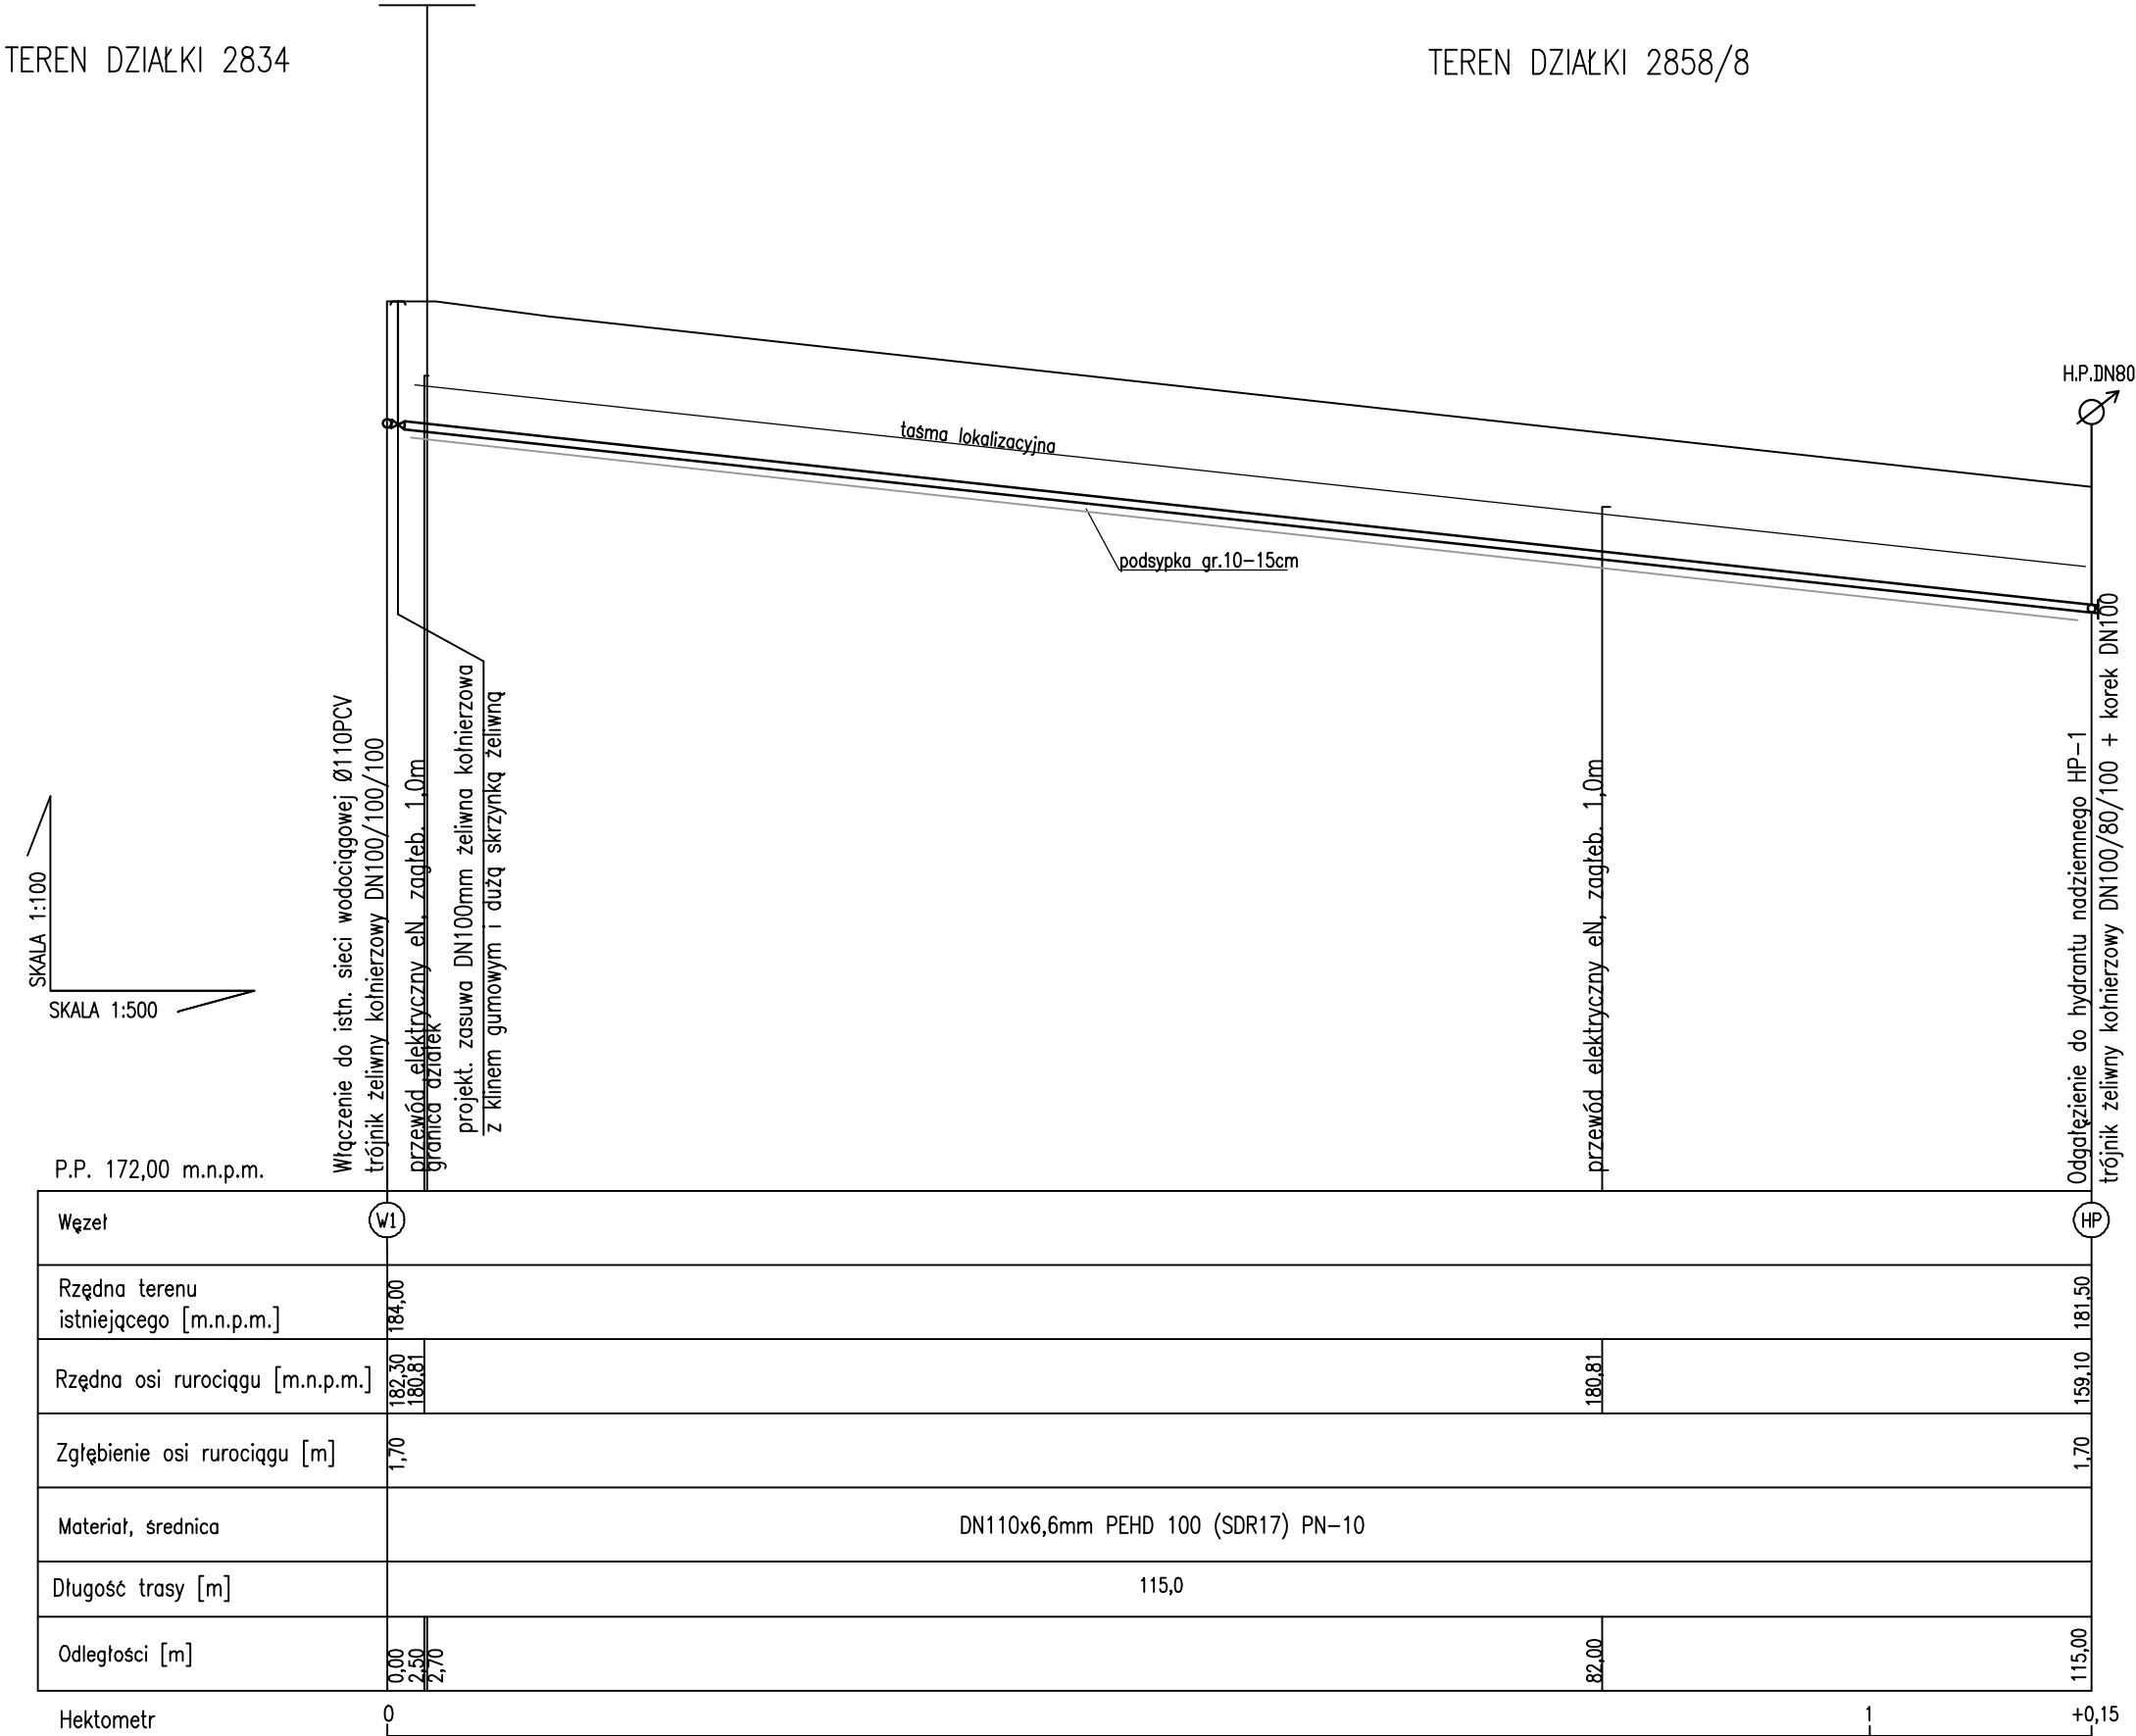 TEREN DZIAŁKI 2834
TEREN DZIAŁKI 2858/8
H.P.DN80
taśma lokalizacyjna
podsypka gr.10-15cm
Włączenie do istn. sieci wodociągowej Ø110PCV
trójnik żeliwny kołnierzowy DN100/100/100
przewód elektryczny eN, zagłęb. 1,0m
granica działek
projekt. zasuwa DN100mm żeliwna kołnierzowa
z klinem gumowym i dużą skrzynką żeliwną
przewód elektryczny eN, zagłęb. 1,0m
Odgałęzienie do hydrantu nadziemnego HP-1
trójnik żeliwny kołnierzowy DN100/80/100 + korek DN100
SKALA 1:100
SKALA 1:500
P.P. 172,00 m.n.p.m.
Węzeł
W1
HP
Rzędna terenu
istniejącego [m.n.p.m.]
184,00
181,50
Rzędna osi rurociągu [m.n.p.m.]
182,30
180,81
180,81
159,10
Zgłębienie osi rurociągu [m]
1,70
1,70
Materiał, średnica
DN110x6,6mm PEHD 100 (SDR17) PN-10
Długość trasy [m]
115,0
Odległości [m]
0,00
2,50
2,70
82,00
115,00
Hektometr
0
1
+0,15